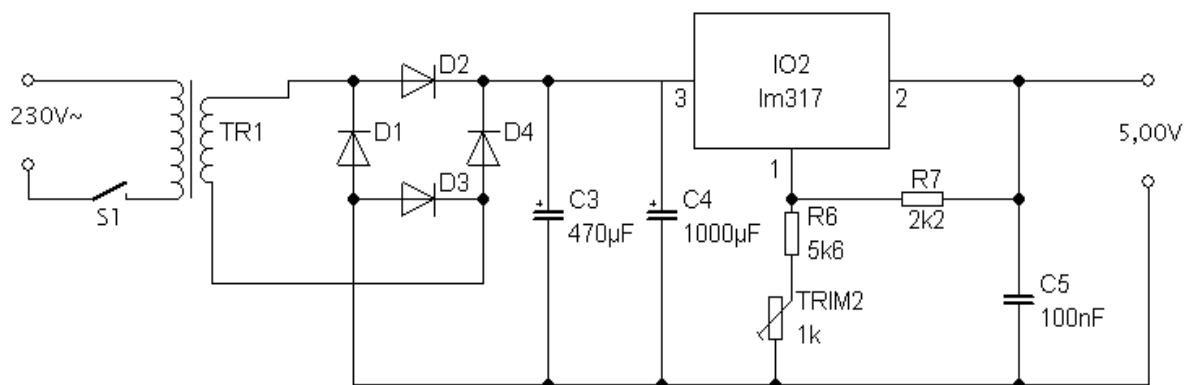 230V~
S1
TR1
D2
D1
D4
D3
C3
470µF
C4
1000µF
IO2
lm317
3
2
1
R6
5k6
R7
2k2
TRIM2
1k
C5
100nF
5,00V
+
+